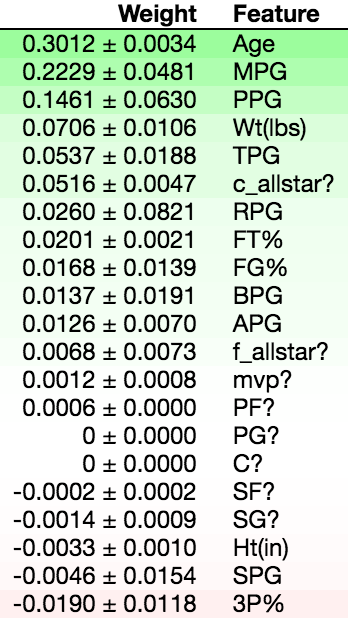 Weight Feature
0.3012 ± 0.0034 Age
0.2229 ± 0.0481 MPG
0.1461 ± 0.0630 PPG
0.0706 ± 0.0106 Wt(lbs)
0.0537 ± 0.0188 TPG
0.0516 ± 0.0047 c_allstar?
0.0260 ± 0.0821 RPG
0.0201 ± 0.0021 FT%
0.0168 ± 0.0139 FG%
0.0137 ± 0.0191 BPG
0.0126 ± 0.0070 APG
0.0068 ± 0.0073 f_allstar?
0.0012 ± 0.0008 mvp?
0.0006 ± 0.0000 PF?
0 ± 0.0000 PG?
0 ± 0.0000 C?
-0.0002 ± 0.0002 SF?
-0.0014 ± 0.0009 SG?
-0.0033 ± 0.0010 Ht(in)
-0.0046 ± 0.0154 SPG
-0.0190 ± 0.0118 3P%